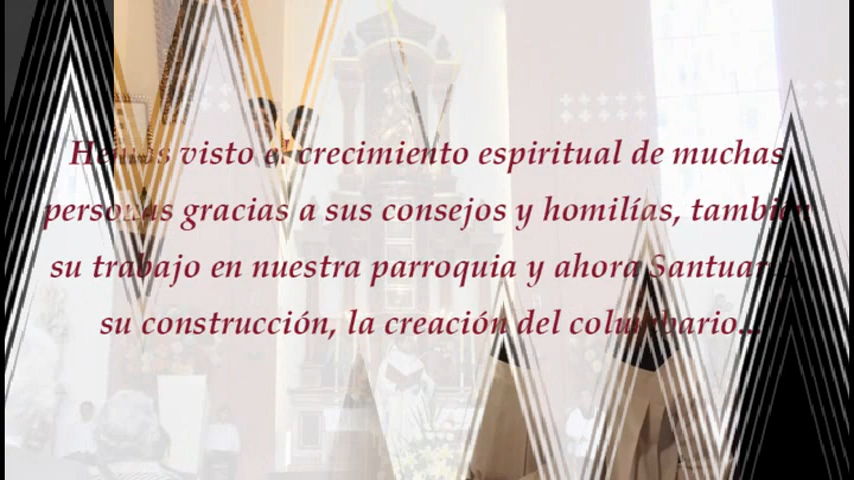 Hemos visto el crecimiento espiritual de muchas
personas gracias a sus consejos y homilías, también
su trabajo en nuestra parroquia y ahora Santuario,
su construcción, la creación del columbario...